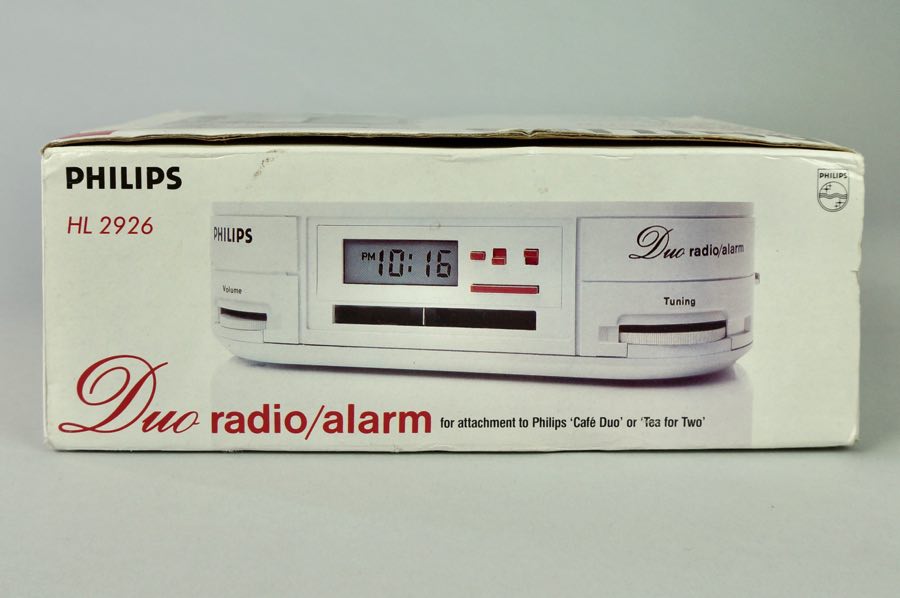 PHILIPS
HL 2926
PHILIPS
PHILIPS
Duo radio/alarm
PM 10:16
Volume
Tuning
Duo radio/alarm for attachment to Philips ‘Café Duo’ or ‘Tea for Two’